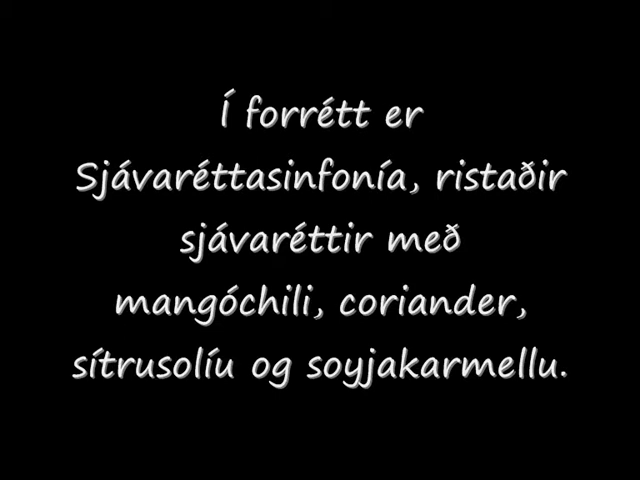 Í forrétt er
Sjávaréttasinfonía, ristaðir
sjávaréttir með
mangóchili, coriander,
sítrusolíu og soyjakarmellu.